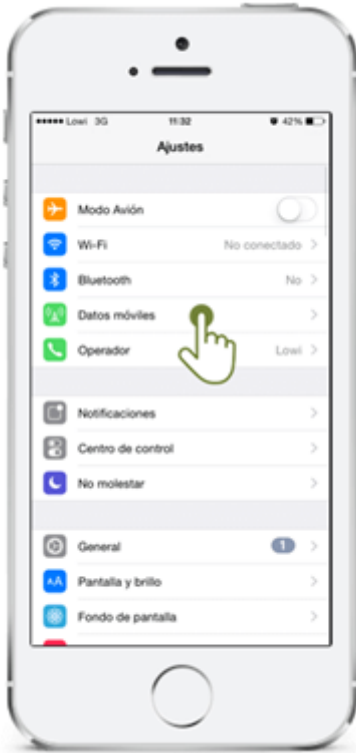 Lowi 3G 11:32 42%
Ajustes
Modo Avión
Wi-Fi No conectado
Bluetooth No
Datos móviles
Operador Lowi
Notificaciones
Centro de control
No molestar
General 1
AA Pantalla y brillo
Fondo de pantalla